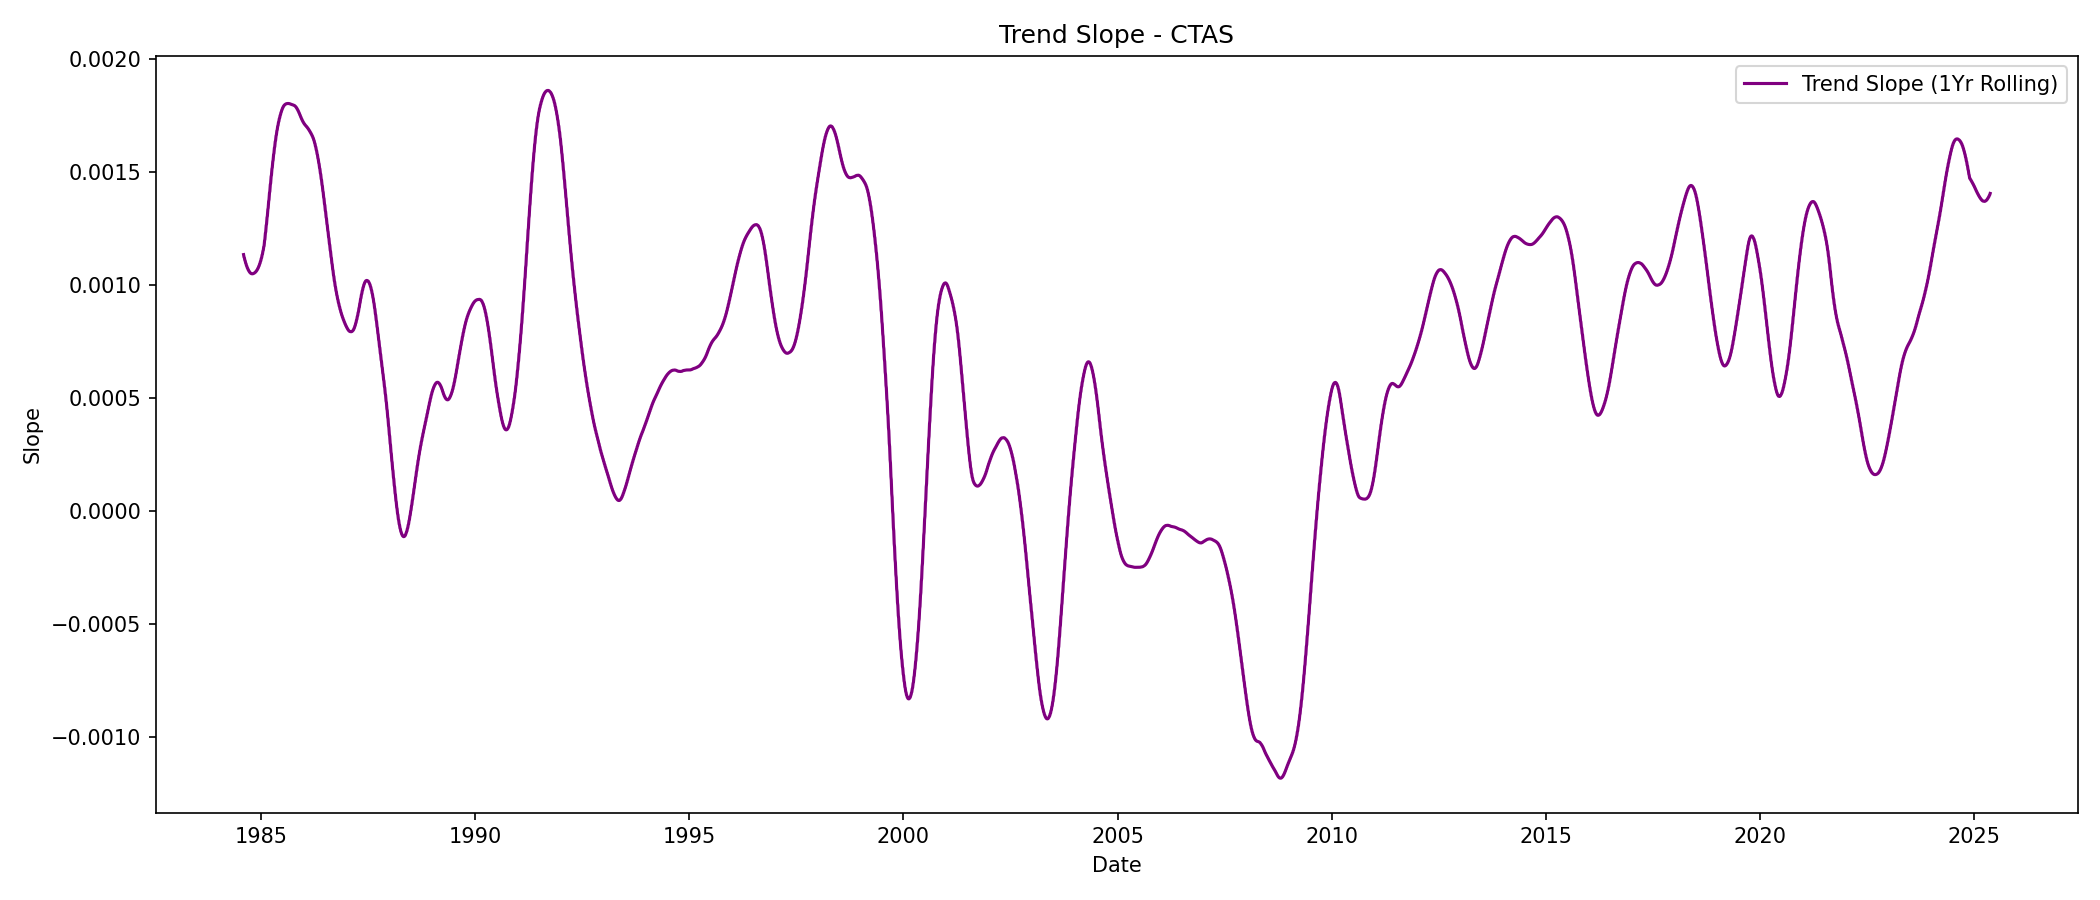 Trend Slope - CTAS
Trend Slope (1Yr Rolling)
Slope
0.0020
0.0015
0.0010
0.0005
0.0000
−0.0005
−0.0010
1985 1990 1995 2000 2005 2010 2015 2020 2025
Date